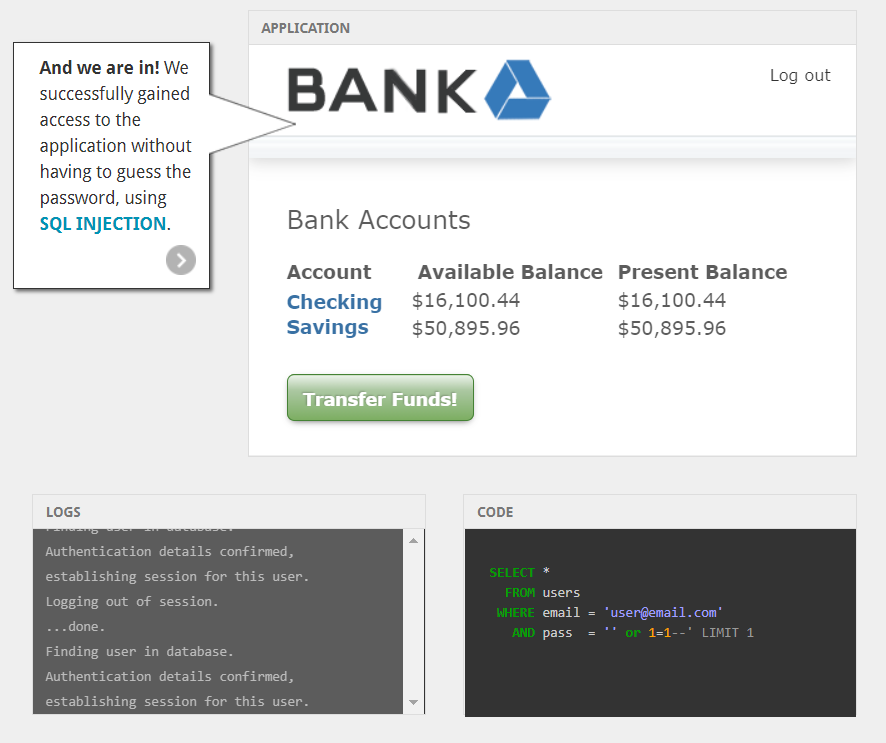 APPLICATION
And we are in! We
successfully gained
access to the
application without
having to guess the
password, using
SQL INJECTION.
BANK
Log out
Bank Accounts
Account Available Balance Present Balance
Checking $16,100.44 $16,100.44
Savings $50,895.96 $50,895.96
Transfer Funds!
LOGS
Finding user in database.
Authentication details confirmed,
establishing session for this user.
Logging out of session.
...done.
Finding user in database.
Authentication details confirmed,
establishing session for this user.
CODE
SELECT *
FROM users
WHERE email = 'user@email.com'
AND pass = '' or 1=1--' LIMIT 1